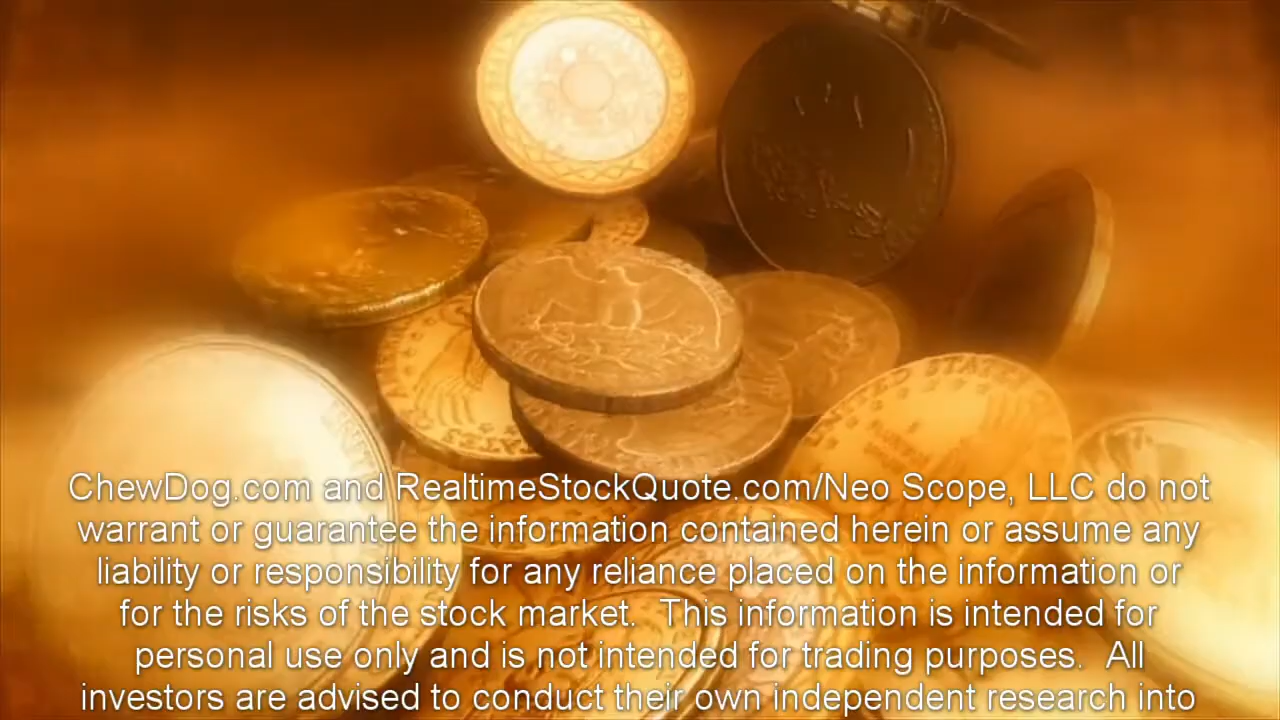 ChewDog.com and RealtimeStockQuote.com/Neo Scope, LLC do not
warrant or guarantee the information contained herein or assume any
liability or responsibility for any reliance placed on the information or
for the risks of the stock market.  This information is intended for
personal use only and is not intended for trading purposes.  All
investors are advised to conduct their own independent research into